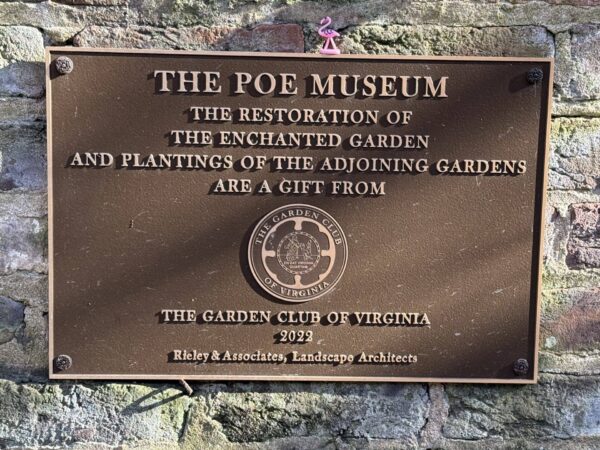 THE POE MUSEUM
THE RESTORATION OF
THE ENCHANTED GARDEN
AND PLANTINGS OF THE ADJOINING GARDENS
ARE A GIFT FROM
THE GARDEN CLUB
OF VIRGINIA
THE GARDEN CLUB OF VIRGINIA
2022
Rieley & Associates, Landscape Architects